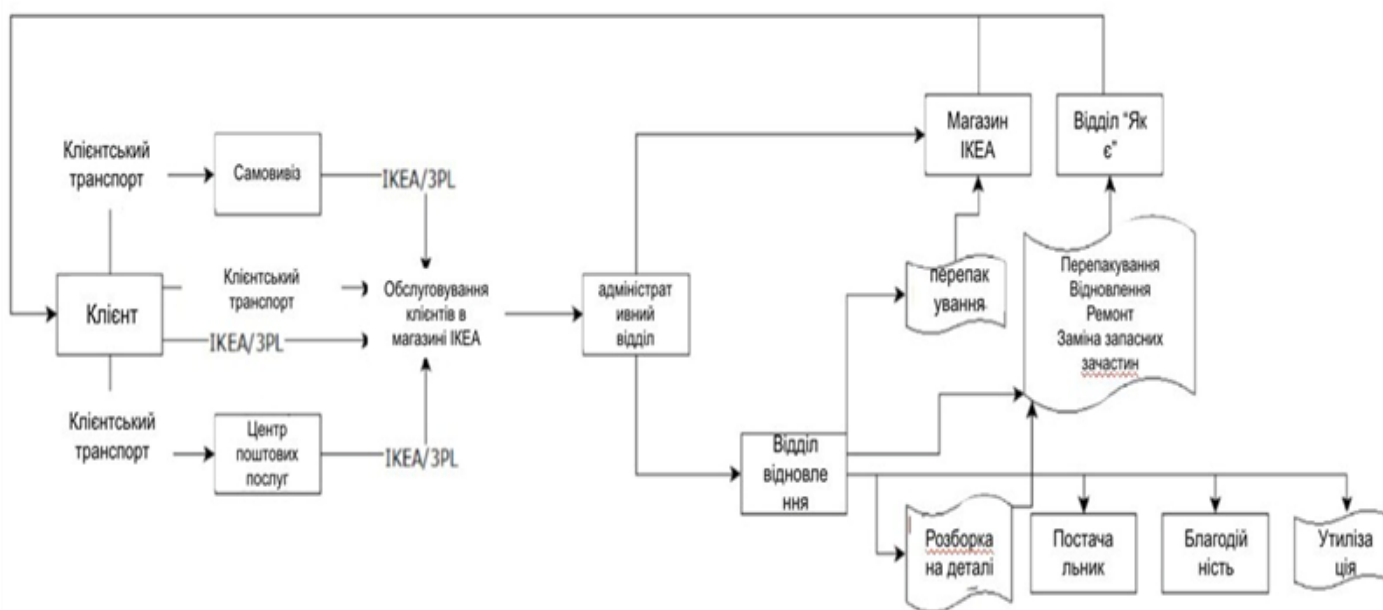 Магазин
ІКЕА
Відділ "Як
є"
Клієнтський
транспорт
Самовивіз
IKEA/3PL
Клієнтський
транспорт
Клієнт
Обслуговування
клієнтів в
магазині ІКЕА
IKEA/3PL
адміністрат
ивний
відділ
перепак
ування
Перепакування
Відновлення
Ремонт
Заміна запасних
зачастин
Клієнтський
транспорт
Центр
поштових
послуг
IKEA/3PL
Відділ
відновле
ння
Розборка
на деталі
Постача
льник
Благодій
ність
Утиліза
ція